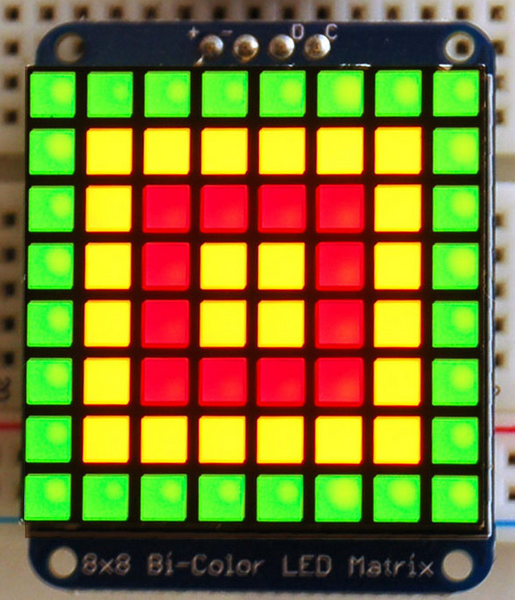 + - D C
8x8 Bi-Color LED Matrix